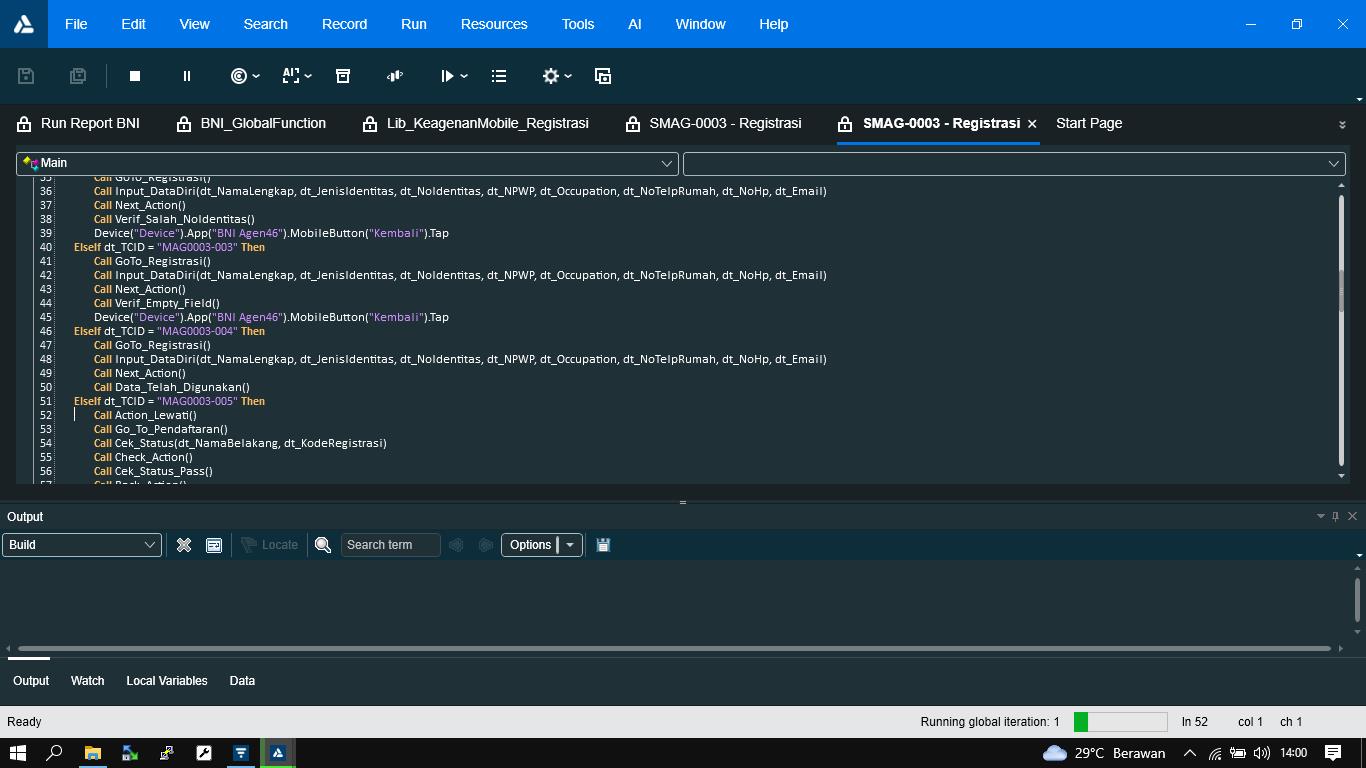 File Edit View Search Record Run Resources Tools AI Window Help
Run Report BNI BNI_GlobalFunction Lib_KeagenanMobile_Registrasi SMAG-0003 - Registrasi SMAG-0003 - Registrasi Start Page
Main
35 Call GoTo_Registrasi()
36 Call Input_DataDiri(dt_NamaLengkap, dt_JenisIdentitas, dt_NoIdentitas, dt_NPWP, dt_Occupation, dt_NoTelpRumah, dt_NoHp, dt_Email)
37 Call Next_Action()
38 Call Verif_Salah_NoIdentitas()
39 Device("Device").App("BNI Agen46").MobileButton("Kembali").Tap
40 ElseIf dt_TCID = "MAG0003-003" Then
41 Call GoTo_Registrasi()
42 Call Input_DataDiri(dt_NamaLengkap, dt_JenisIdentitas, dt_NoIdentitas, dt_NPWP, dt_Occupation, dt_NoTelpRumah, dt_NoHp, dt_Email)
43 Call Next_Action()
44 Call Verif_Empty_Field()
45 Device("Device").App("BNI Agen46").MobileButton("Kembali").Tap
46 ElseIf dt_TCID = "MAG0003-004" Then
47 Call GoTo_Registrasi()
48 Call Input_DataDiri(dt_NamaLengkap, dt_JenisIdentitas, dt_NoIdentitas, dt_NPWP, dt_Occupation, dt_NoTelpRumah, dt_NoHp, dt_Email)
49 Call Next_Action()
50 Call Data_Telah_Digunakan()
51 ElseIf dt_TCID = "MAG0003-005" Then
52 Call Action_Lewati()
53 Call Go_To_Pendaftaran()
54 Call Cek_Status(dt_NamaBelakang, dt_KodeRegistrasi)
55 Call Check_Action()
56 Call Cek_Status_Pass()
57 Call Back_Action()
Output
Build Locate Search term Options
Output Watch Local Variables Data
Ready Running global iteration: 1 ln 52 col 1 ch 1
29°C Berawan 14:00